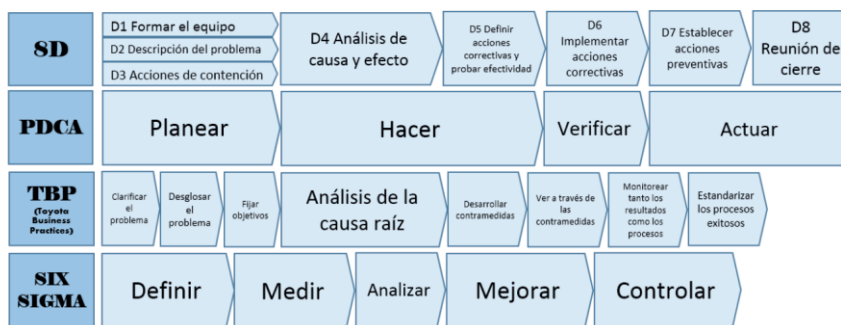 SD
D1 Formar el equipo
D2 Descripción del problema
D3 Acciones de contención
D4 Análisis de
causa y efecto
D5 Definir
acciones
correctivas y
probar efectividad
D6
Implementar
acciones
correctivas
D7 Establecer
acciones
preventivas
D8
Reunión de
cierre
PDCA
Planear
Hacer
Verificar
Actuar
TBP
(Toyota
Business
Practices)
Clarificar
el
problema
Desglosar
el
problema
Fijar
objetivos
Análisis de la
causa raíz
Desarrollar
contramedidas
Ver a través de
las
contramedidas
Monitorear
tanto los
resultados
como los
procesos
Estandarizar
los procesos
exitosos
SIX
SIGMA
Definir
Medir
Analizar
Mejorar
Controlar